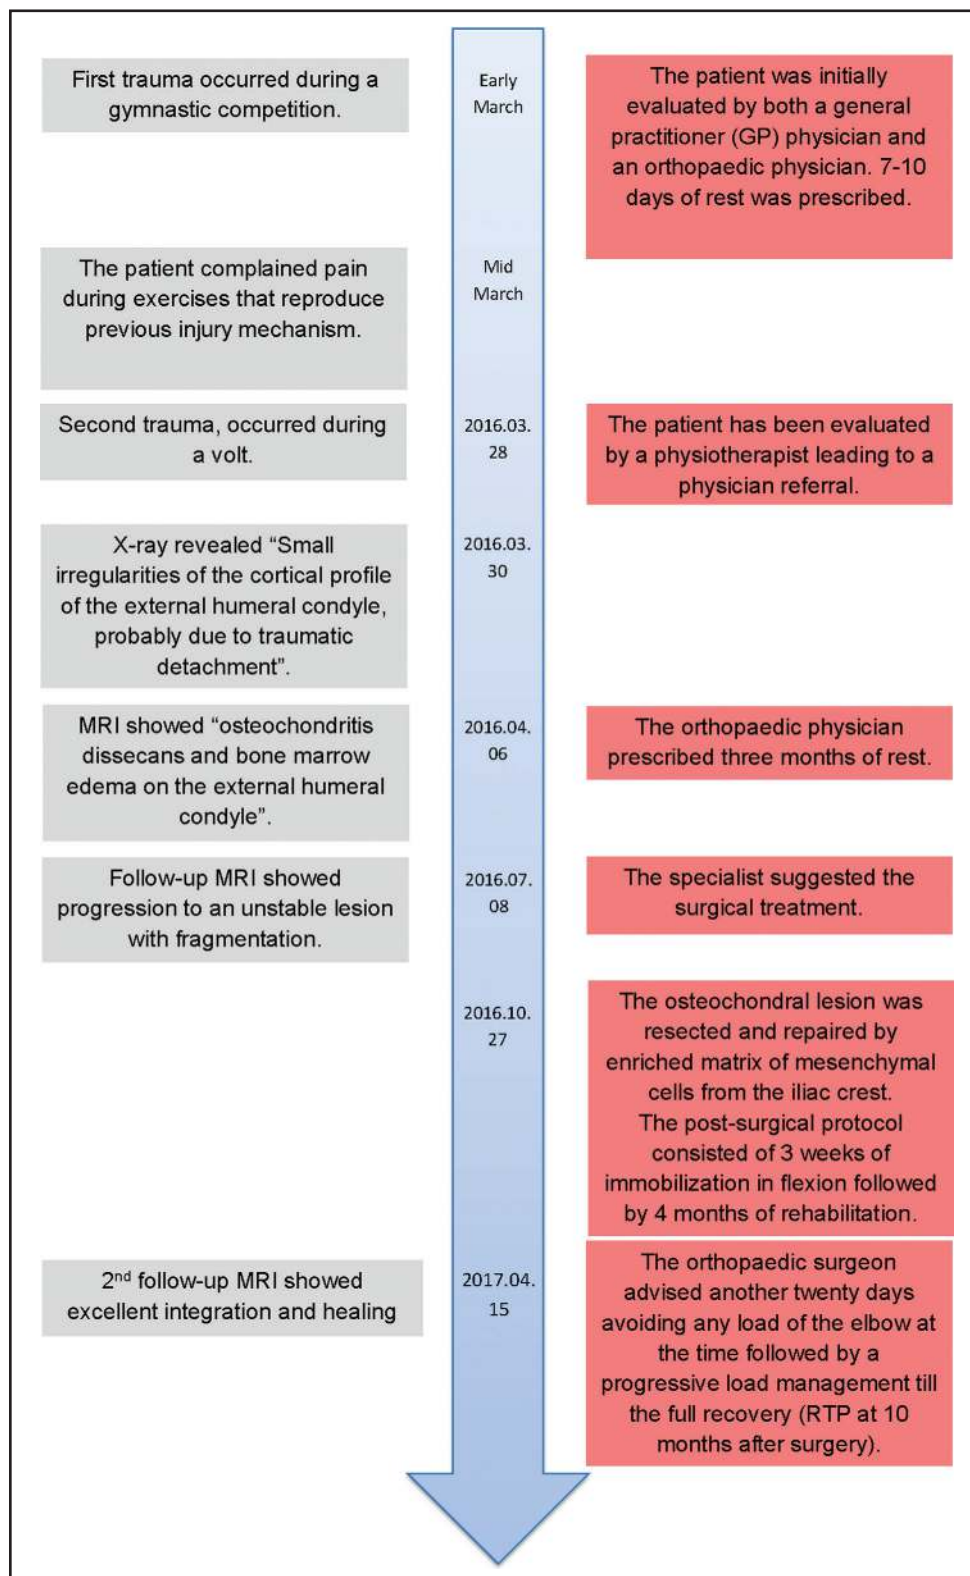 First trauma occurred during a
gymnastic competition.
Early
March
The patient was initially
evaluated by both a general
practitioner (GP) physician and
an orthopaedic physician. 7-10
days of rest was prescribed.
The patient complained pain
during exercises that reproduce
previous injury mechanism.
Mid
March
Second trauma, occurred during
a volt.
2016.03.
28
The patient has been evaluated
by a physiotherapist leading to a
physician referral.
X-ray revealed “Small
irregularities of the cortical profile
of the external humeral condyle,
probably due to traumatic
detachment”.
2016.03.
30
MRI showed “osteochondritis
dissecans and bone marrow
edema on the external humeral
condyle”.
2016.04.
06
The orthopaedic physician
prescribed three months of rest.
Follow-up MRI showed
progression to an unstable lesion
with fragmentation.
2016.07.
08
The specialist suggested the
surgical treatment.
2016.10.
27
The osteochondral lesion was
resected and repaired by
enriched matrix of mesenchymal
cells from the iliac crest.
The post-surgical protocol
consisted of 3 weeks of
immobilization in flexion followed
by 4 months of rehabilitation.
2nd follow-up MRI showed
excellent integration and healing
2017.04.
15
The orthopaedic surgeon
advised another twenty days
avoiding any load of the elbow at
the time followed by a
progressive load management till
the full recovery (RTP at 10
months after surgery).